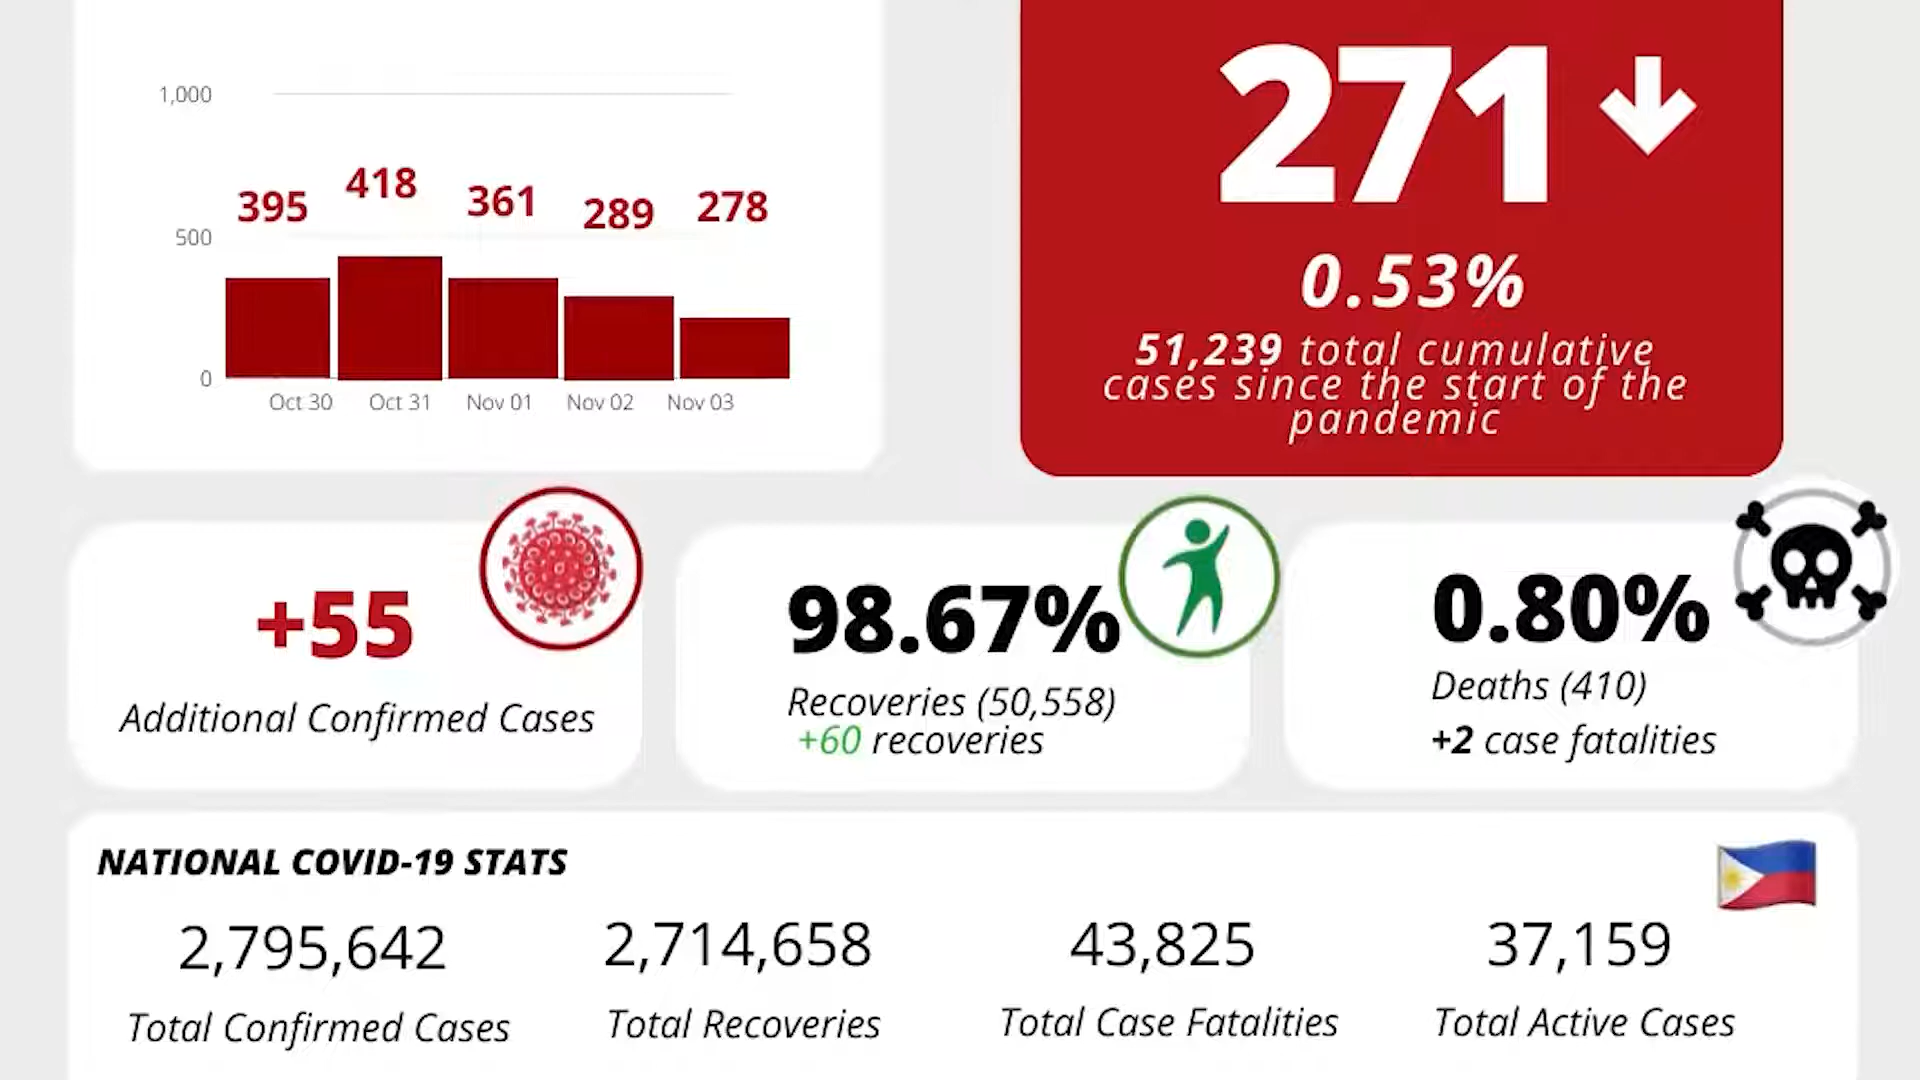 1,000
500
0
395
418
361
289
278
Oct 30
Oct 31
Nov 01
Nov 02
Nov 03
271
0.53%
51,239 total cumulative
cases since the start of the
pandemic
+55
Additional Confirmed Cases
98.67%
Recoveries (50,558)
+60 recoveries
0.80%
Deaths (410)
+2 case fatalities
NATIONAL COVID-19 STATS
2,795,642
Total Confirmed Cases
2,714,658
Total Recoveries
43,825
Total Case Fatalities
37,159
Total Active Cases